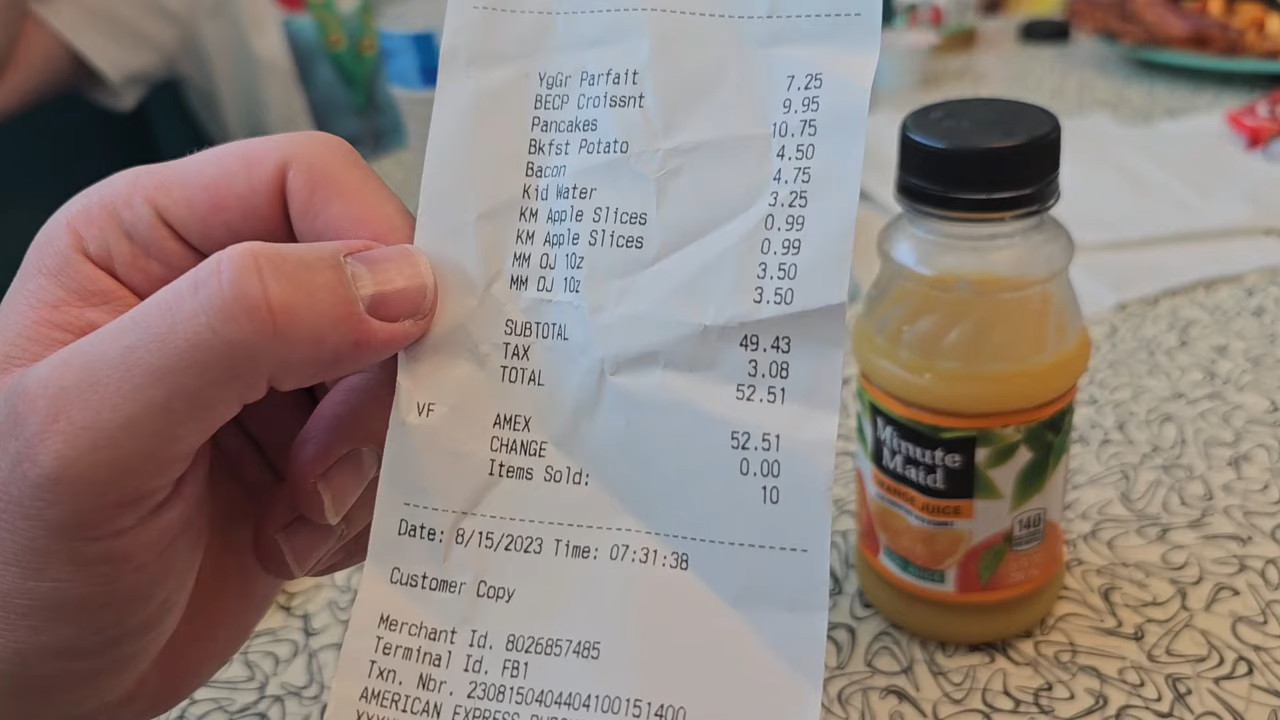 YgGr Parfait 7.25
BECP Croissnt 9.95
Pancakes 10.75
Bkfst Potato 4.50
Bacon 4.75
Kid Water 3.25
KM Apple Slices 0.99
KM Apple Slices 0.99
MM OJ 10z 3.50
MM OJ 10z 3.50
SUBTOTAL 49.43
TAX 3.08
TOTAL 52.51
VF AMEX 52.51
CHANGE 0.00
Items Sold: 10
Date: 8/15/2023 Time: 07:31:38
Customer Copy
Merchant Id. 8026857485
Terminal Id. FB1
Txn. Nbr. 2308150404404100151400
AMERICAN EXPRESS
Minute
Maid
ORANGE JUICE
140